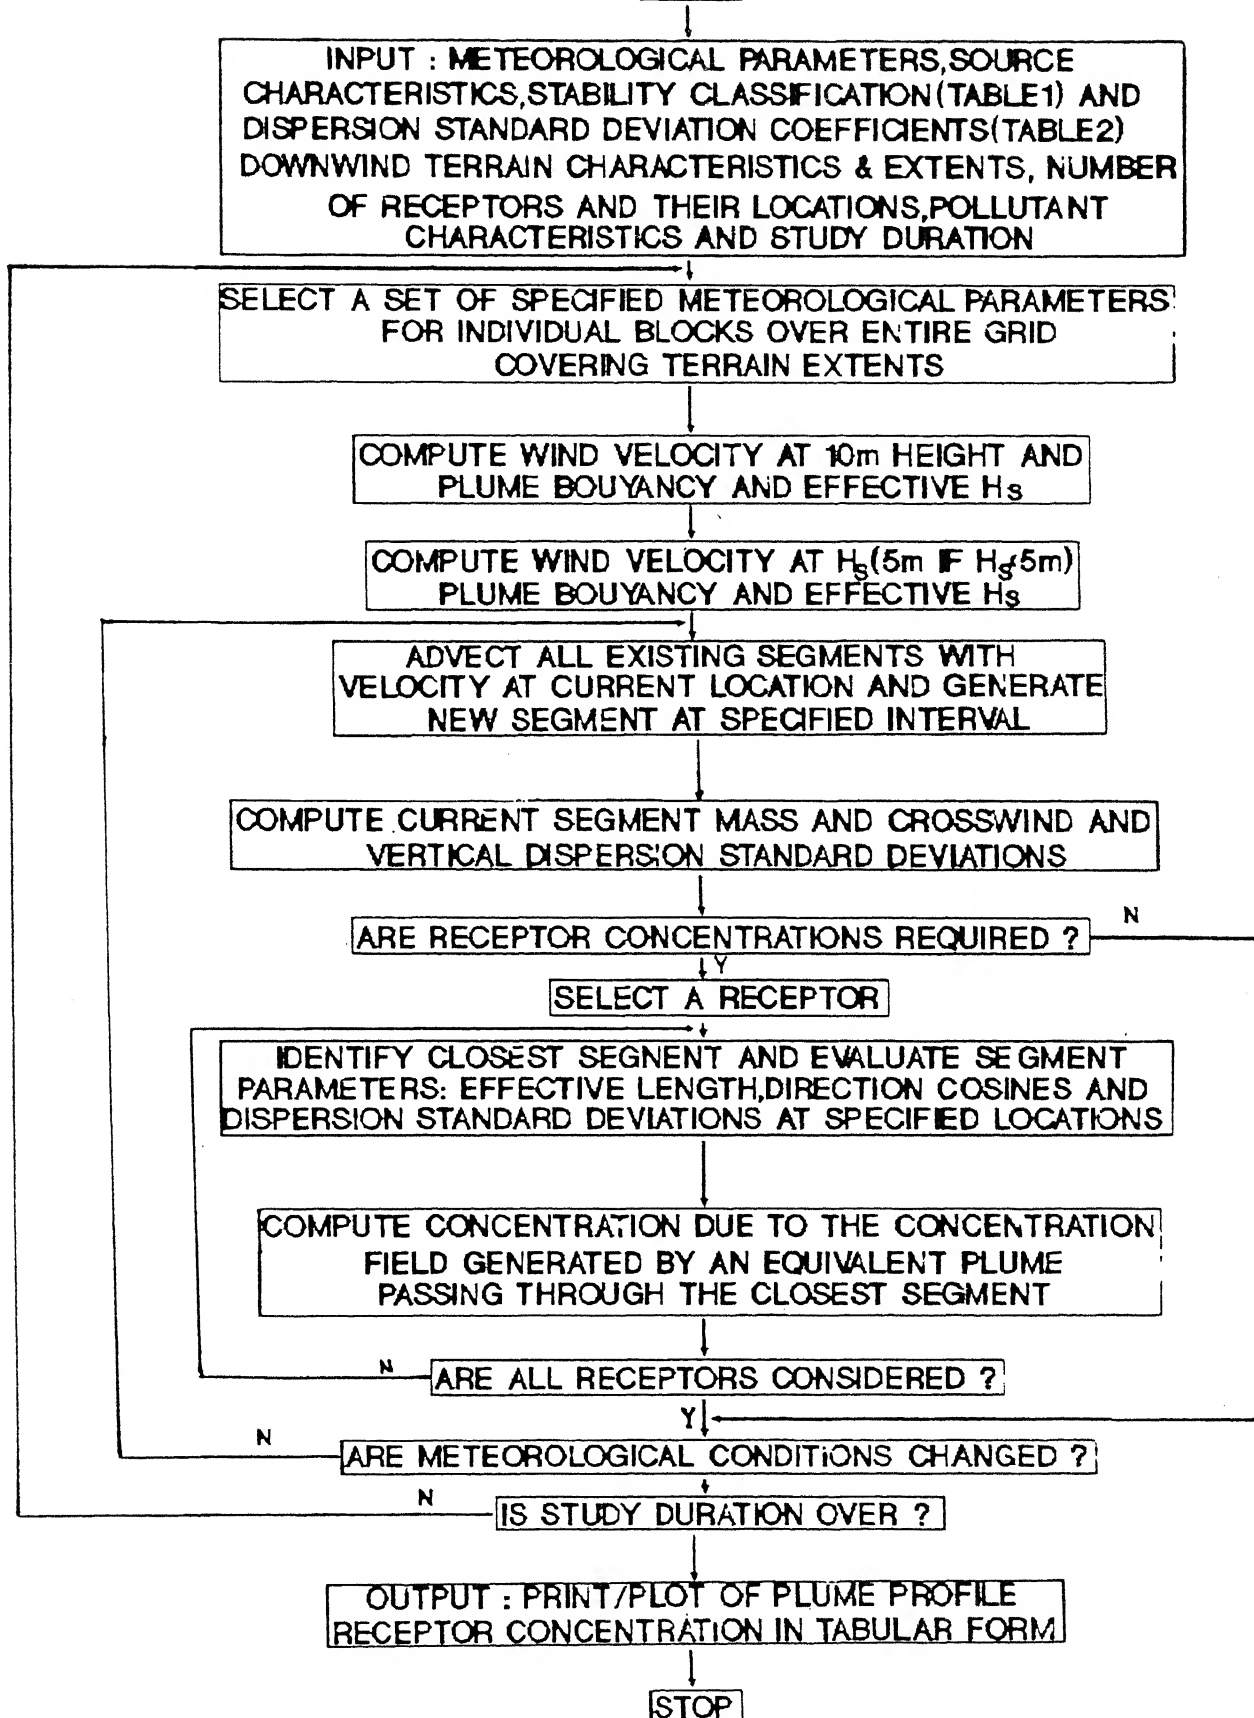 INPUT : METEOROLOGICAL PARAMETERS,SOURCE
CHARACTERISTICS,STABILITY CLASSIFICATION(TABLE1) AND
DISPERSION STANDARD DEVIATION COEFFICIENTS(TABLE2)
DOWNWIND TERRAIN CHARACTERISTICS & EXTENTS, NUMBER
OF RECEPTORS AND THEIR LOCATIONS,POLLUTANT
CHARACTERISTICS AND STUDY DURATION
SELECT A SET OF SPECIFIED METEOROLOGICAL PARAMETERS
FOR INDIVIDUAL BLOCKS OVER ENTIRE GRID
COVERING TERRAIN EXTENTS
COMPUTE WIND VELOCITY AT 10m HEIGHT AND
PLUME BOUYANCY AND EFFECTIVE Hs
COMPUTE WIND VELOCITY AT Hs(5m IF Hs<5m)
PLUME BOUYANCY AND EFFECTIVE Hs
ADVECT ALL EXISTING SEGMENTS WITH
VELOCITY AT CURRENT LOCATION AND GENERATE
NEW SEGMENT AT SPECIFIED INTERVAL
COMPUTE CURRENT SEGMENT MASS AND CROSSWIND AND
VERTICAL DISPERSION STANDARD DEVIATIONS
N
ARE RECEPTOR CONCENTRATIONS REQUIRED ?
Y
SELECT A RECEPTOR
IDENTIFY CLOSEST SEGNENT AND EVALUATE SEGMENT
PARAMETERS: EFFECTIVE LENGTH,DIRECTION COSINES AND
DISPERSION STANDARD DEVIATIONS AT SPECIFIED LOCATIONS
COMPUTE CONCENTRATION DUE TO THE CONCENTRATION
FIELD GENERATED BY AN EQUIVALENT PLUME
PASSING THROUGH THE CLOSEST SEGMENT
N
ARE ALL RECEPTORS CONSIDERED ?
Y
N
ARE METEOROLOGICAL CONDITIONS CHANGED ?
N
IS STUDY DURATION OVER ?
OUTPUT : PRINT/PLOT OF PLUME PROFILE
RECEPTOR CONCENTRATION IN TABULAR FORM
STOP